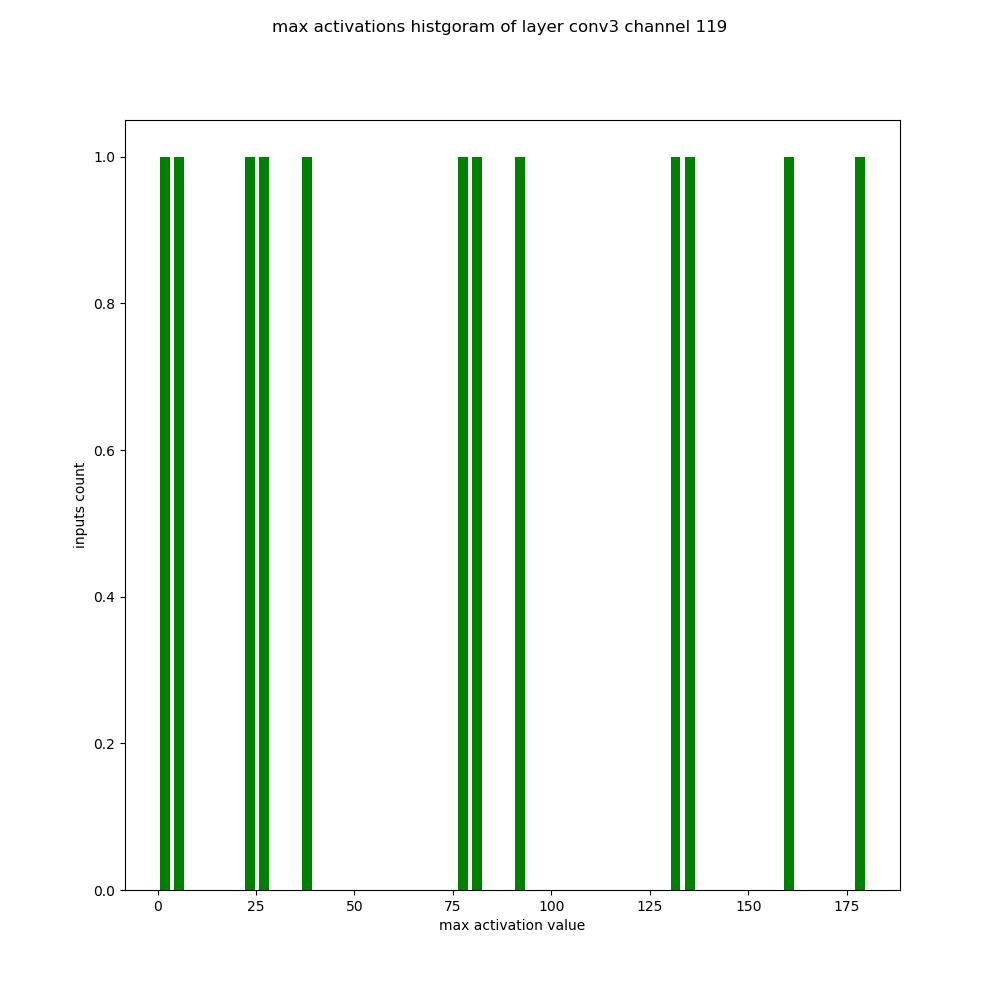 max activations histgoram of layer conv3 channel 119
1.0
0.8
0.6
0.4
0.2
0.0
inputs count
0 25 50 75 100 125 150 175
max activation value